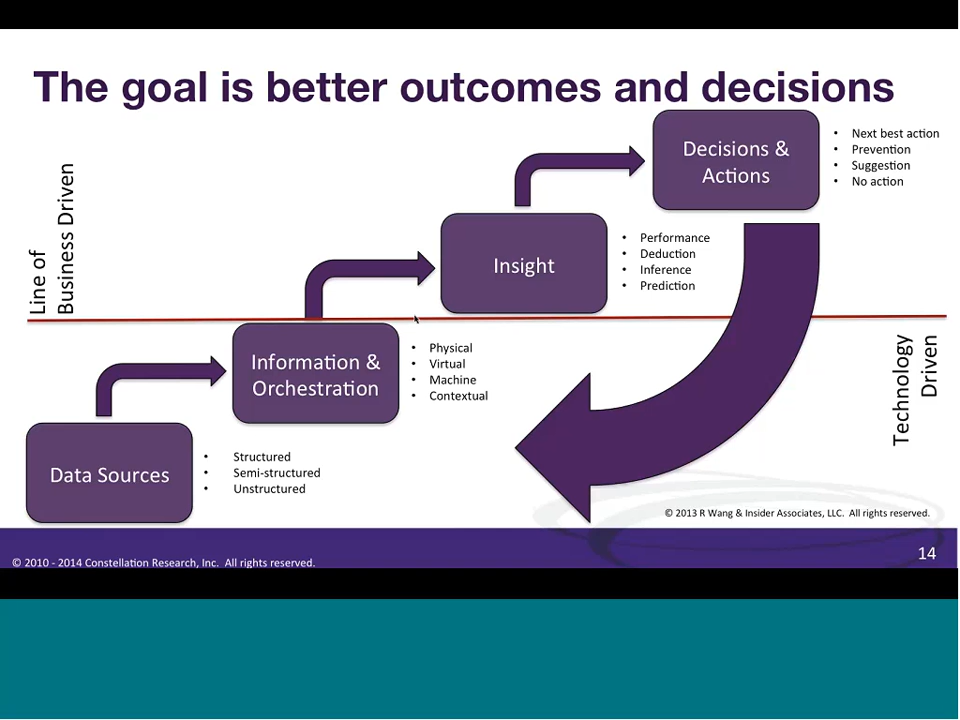 The goal is better outcomes and decisions
Line of
Business Driven
Decisions &
Actions
• Next best action
• Prevention
• Suggestion
• No action
Insight
• Performance
• Deduction
• Inference
• Prediction
Information &
Orchestration
• Physical
• Virtual
• Machine
• Contextual
Technology
Driven
Data Sources
• Structured
• Semi-structured
• Unstructured
© 2013 R Wang & Insider Associates, LLC. All rights reserved.
14
© 2010 - 2014 Constellation Research, Inc. All rights reserved.